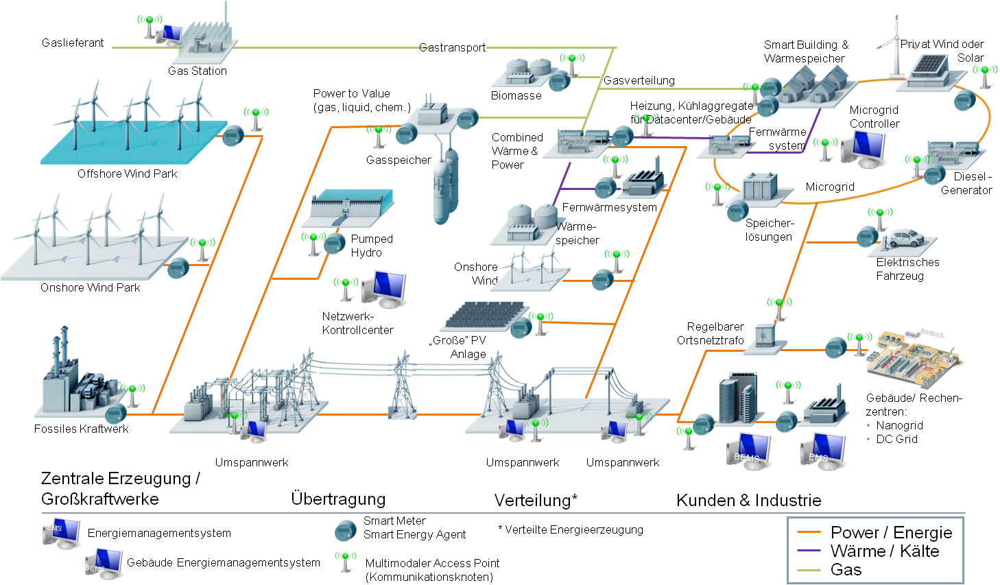 Gaslieferant
Gas Station
Gastransport
Smart Building &
Wärmespeicher
Privat Wind oder
Solar
Biomasse
Gasverteilung
Power to Value
(gas, liquid, chem.)
Heizung, Kühlaggregate
für Datacenter/Gebäude
Microgrid
Controller
Fernwärme
system
Combined
Wärme &
Power
Gasspeicher
Offshore Wind Park
Diesel-
Generator
Microgrid
Fernwärmesystem
Speicher-
lösungen
Wärme-
speicher
Pumped
Hydro
Onshore
Wind
Elektrisches
Fahrzeug
Onshore Wind Park
Netzwerk-
Kontrollcenter
„Große“ PV
Anlage
Regelbarer
Ortsnetztrafo
Gebäude/ Rechen-
zentren:
• Nanogrid
• DC Grid
Fossiles Kraftwerk
BEMS
EMS
Umspannwerk
Umspannwerk
Umspannwerk
Zentrale Erzeugung /
Großkraftwerke
Übertragung
Verteilung*
Kunden & Industrie
EMS
Energiemanagementsystem
BEMS
Gebäude Energiemanagementsystem
Smart Meter
Smart Energy Agent
Multimodaler Access Point
(Kommunikationsknoten)
* Verteilte Energieerzeugung
Power / Energie
Wärme / Kälte
Gas